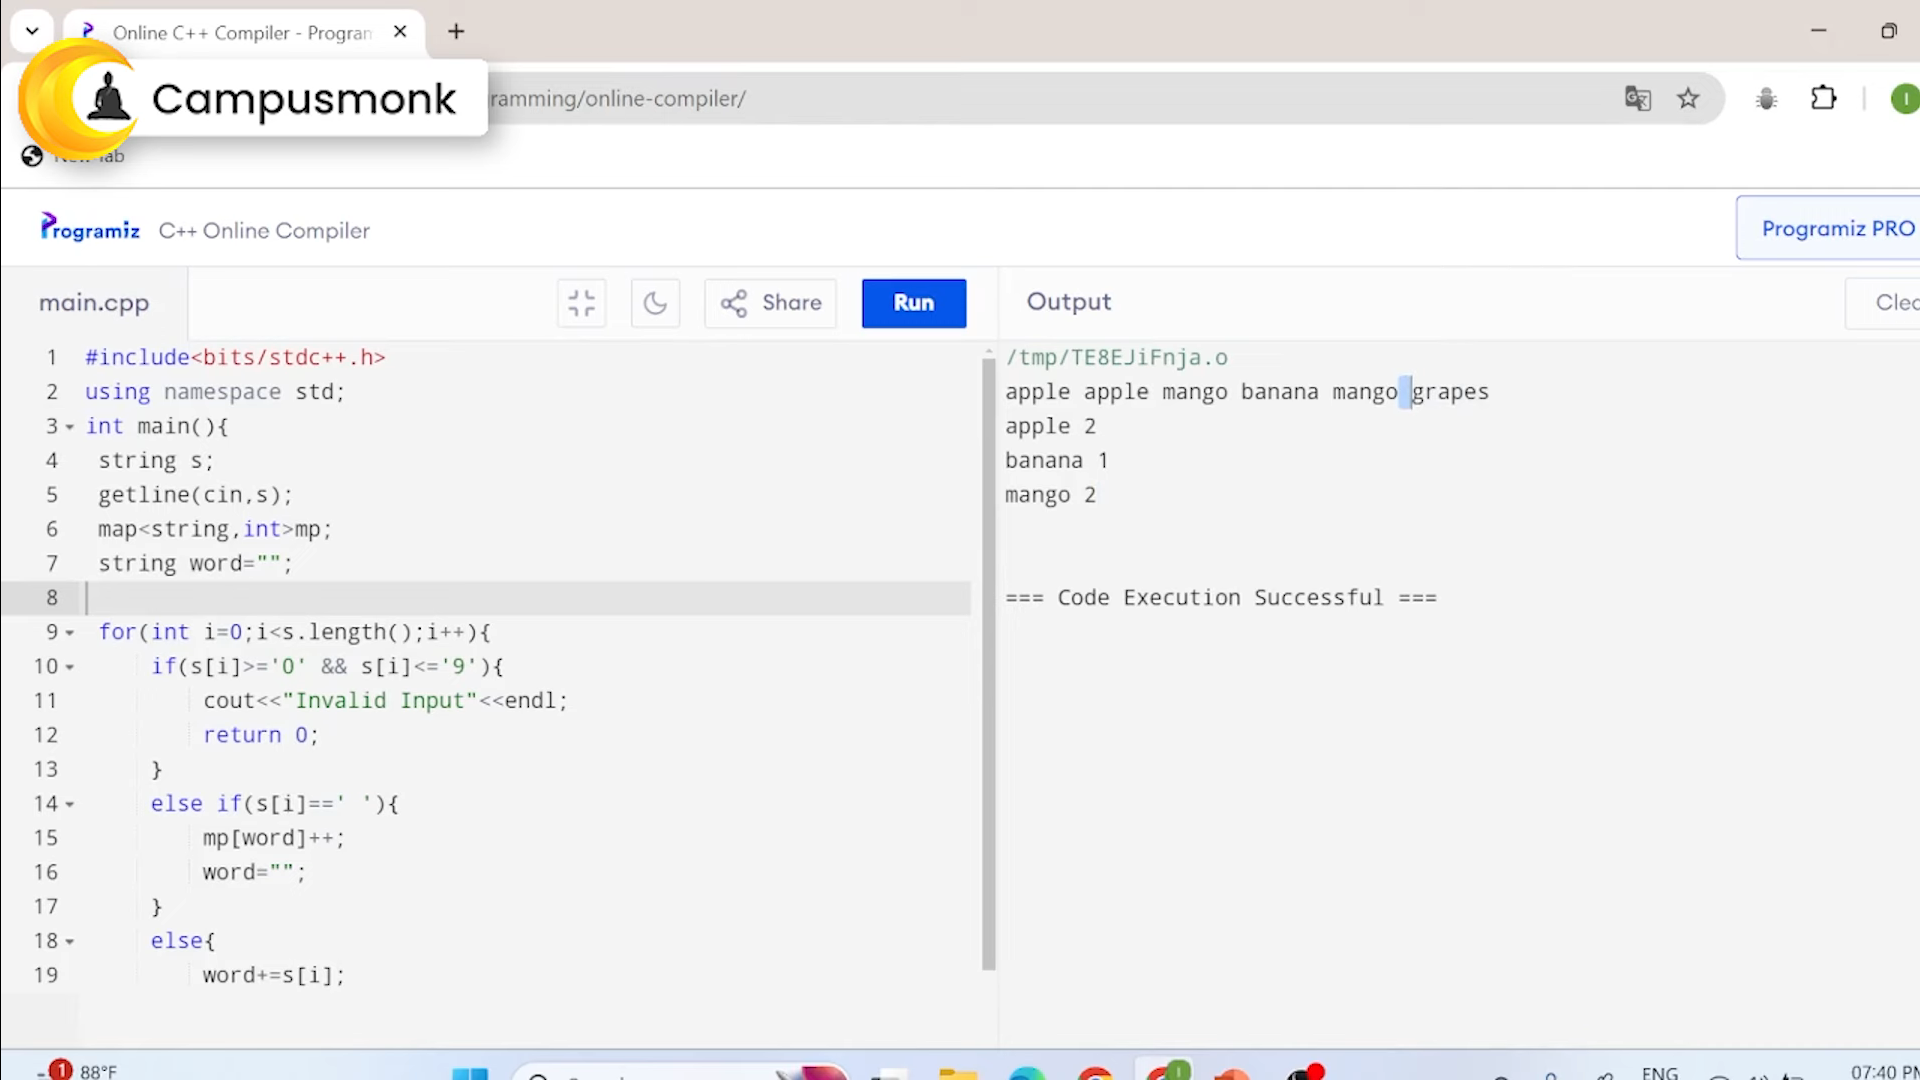 Online C++ Compiler - Program
Campusmonk
ramming/online-compiler/
New Tab
Programiz C++ Online Compiler
Programiz PRO
main.cpp
Share
Run
Output
Clea
1 #include<bits/stdc++.h>
2 using namespace std;
3 int main(){
4 string s;
5 getline(cin,s);
6 map<string,int>mp;
7 string word="";
8
9 for(int i=0;i<s.length();i++){
10 if(s[i]>='0' && s[i]<='9'){
11 cout<<"Invalid Input"<<endl;
12 return 0;
13 }
14 else if(s[i]==' '){
15 mp[word]++;
16 word="";
17 }
18 else{
19 word+=s[i];
/tmp/TE8EJiFnja.o
apple apple mango banana mango grapes
apple 2
banana 1
mango 2
=== Code Execution Successful ===
1 88°F
ENG
07:40 PM